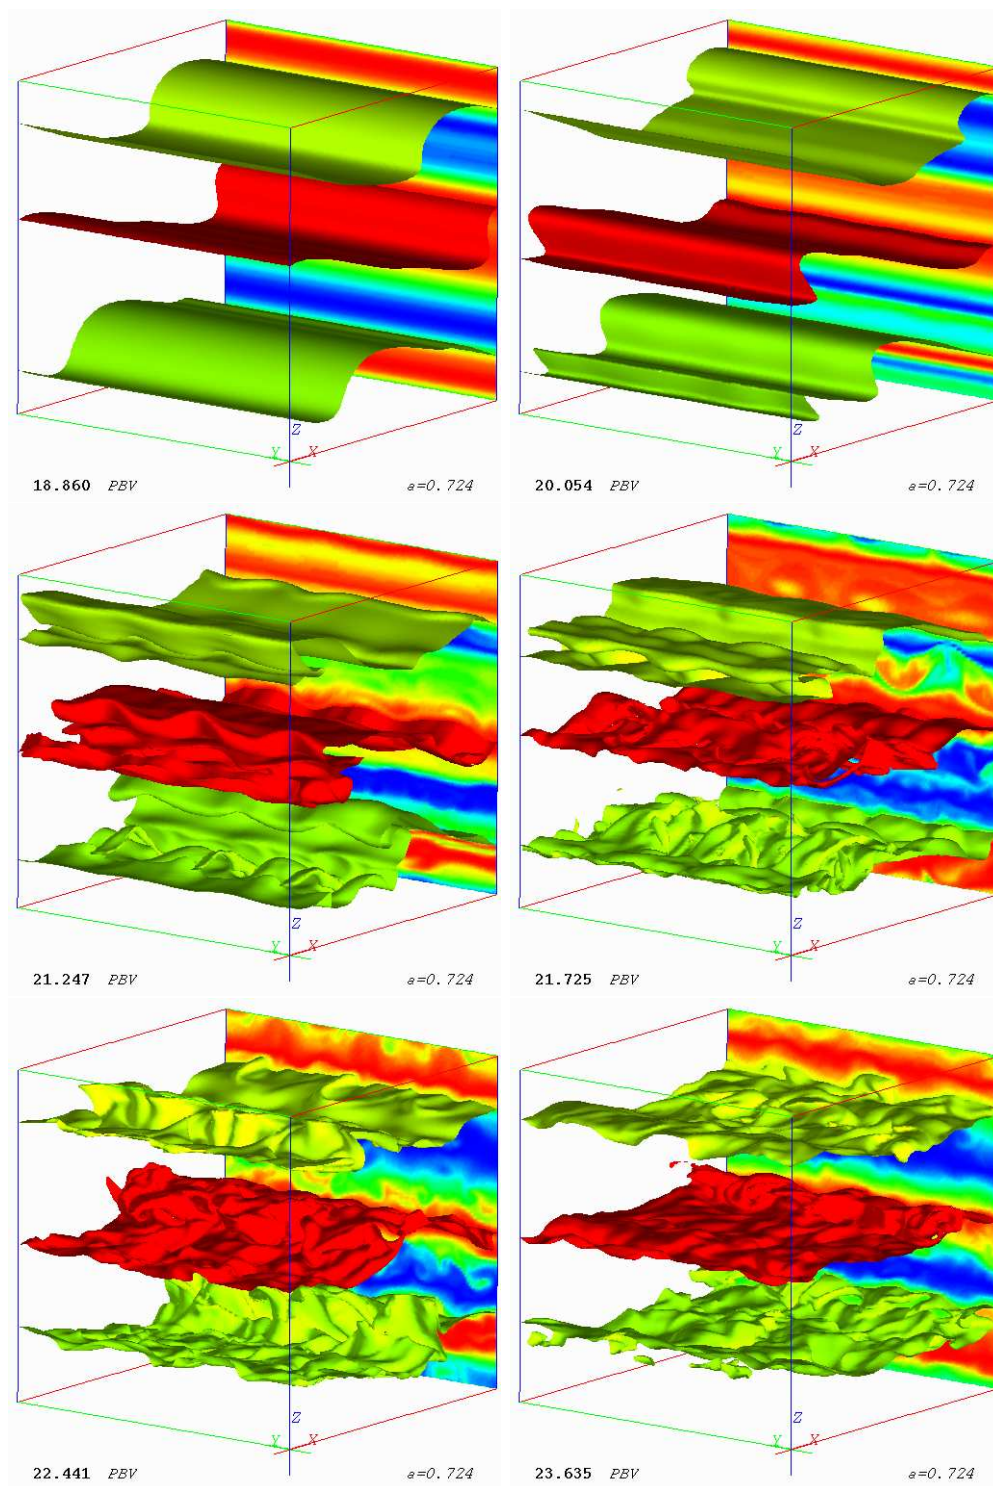 Z
Y X
18.860 PBV a=0.724
Z
Y X
20.054 PBV a=0.724
Z
Y X
21.247 PBV a=0.724
Z
Y X
21.725 PBV a=0.724
Z
Y X
22.441 PBV a=0.724
Z
Y X
23.635 PBV a=0.724